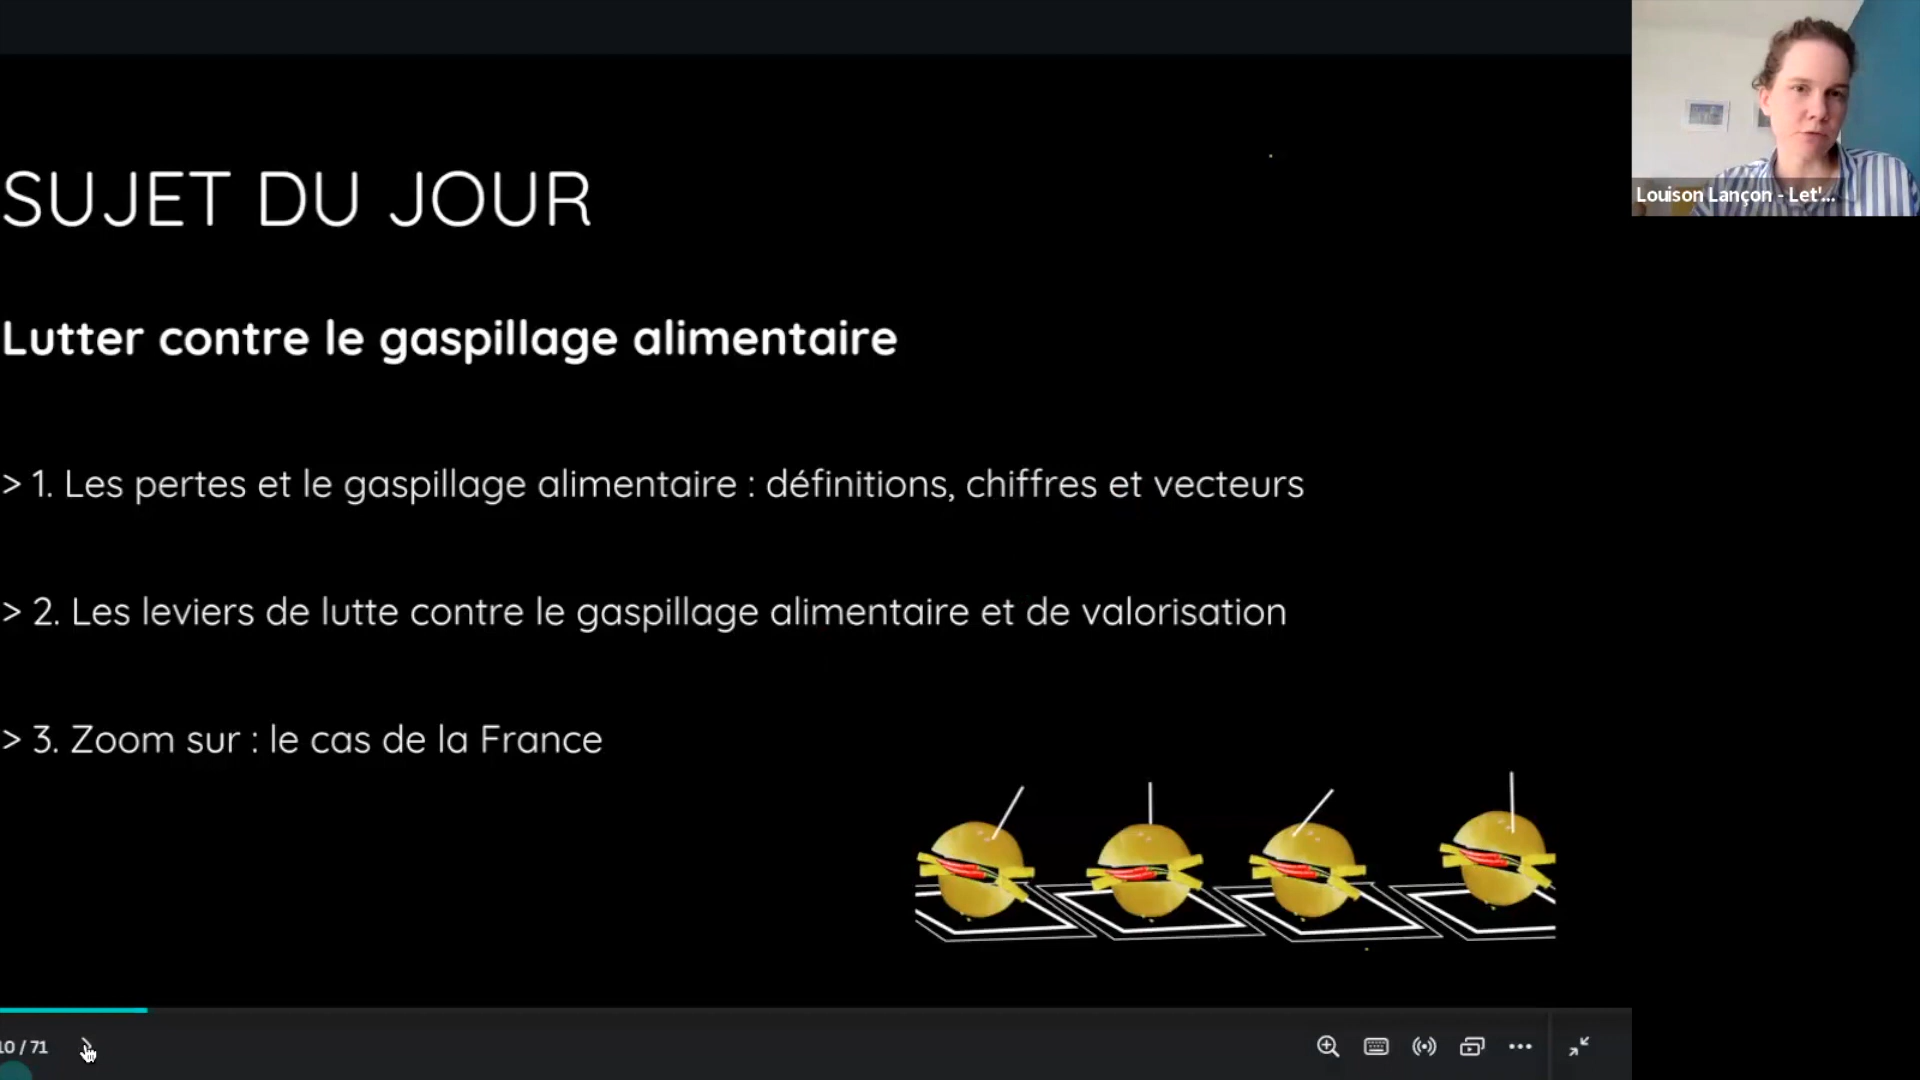 SUJET DU JOUR
Louison Lançon - Let'...
Lutter contre le gaspillage alimentaire
> 1. Les pertes et le gaspillage alimentaire : définitions, chiffres et vecteurs
> 2. Les leviers de lutte contre le gaspillage alimentaire et de valorisation
> 3. Zoom sur : le cas de la France
10 / 71